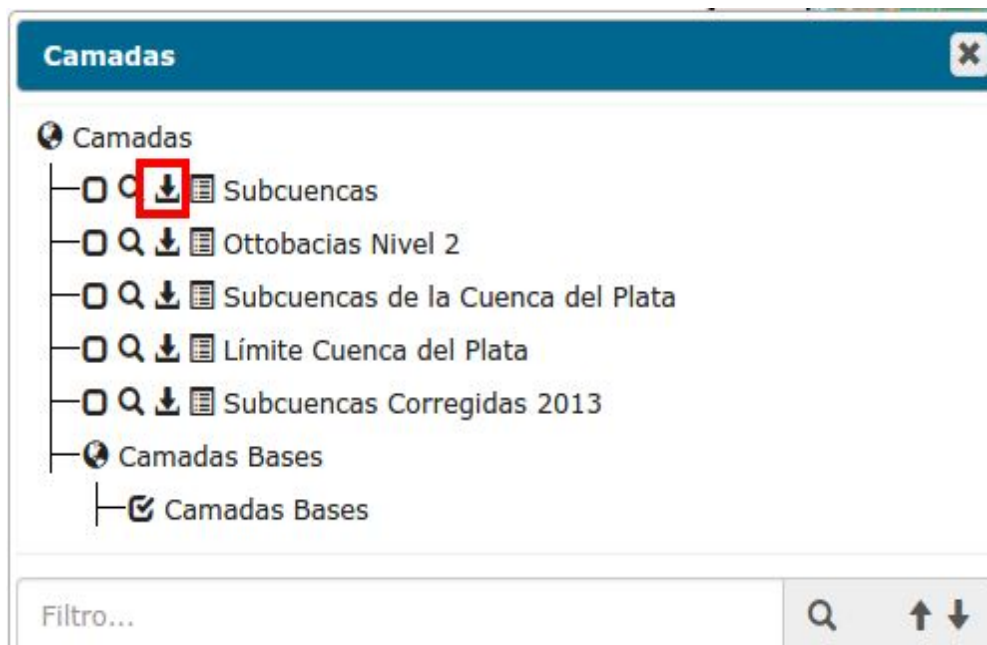 Camadas
Camadas
Subcuencas
Ottobacias Nivel 2
Subcuencas de la Cuenca del Plata
Límite Cuenca del Plata
Subcuencas Corregidas 2013
Camadas Bases
Camadas Bases
Filtro...